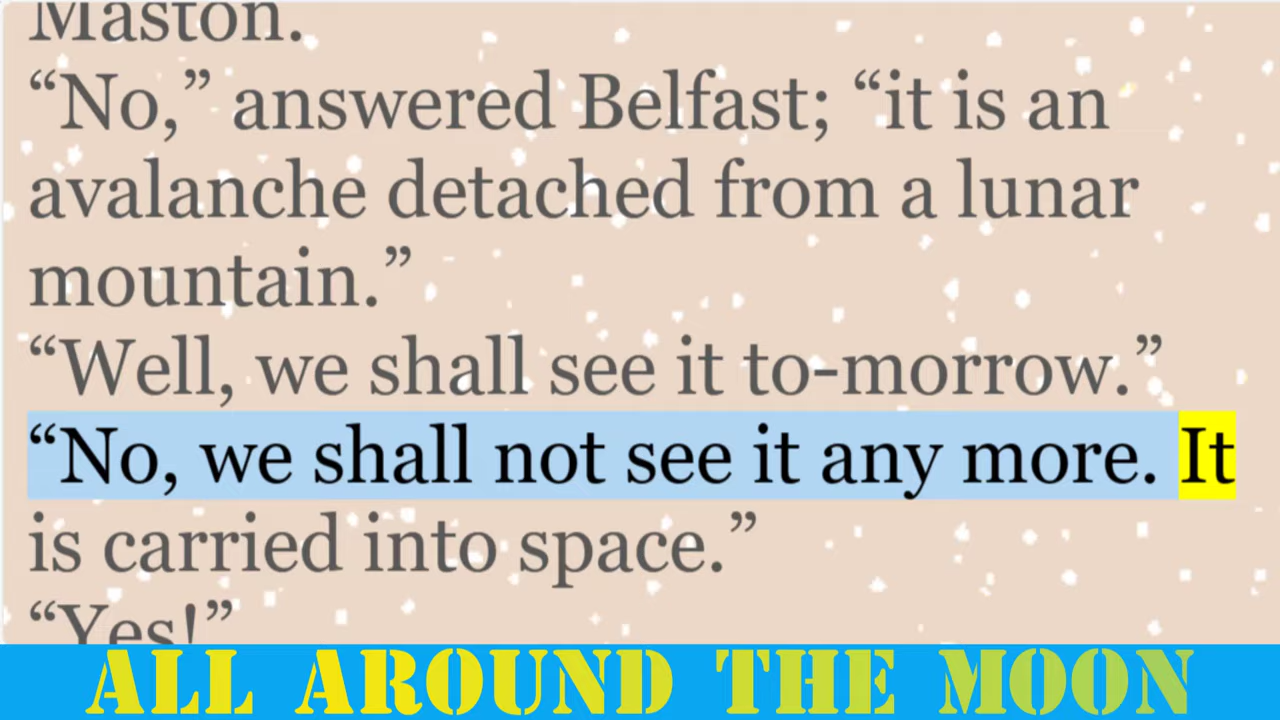 Maston.
“No,” answered Belfast; “it is an
avalanche detached from a lunar
mountain.”
“Well, we shall see it to-morrow.”
“No, we shall not see it any more. It
is carried into space.”
“Yes!”
ALL AROUND THE MOON